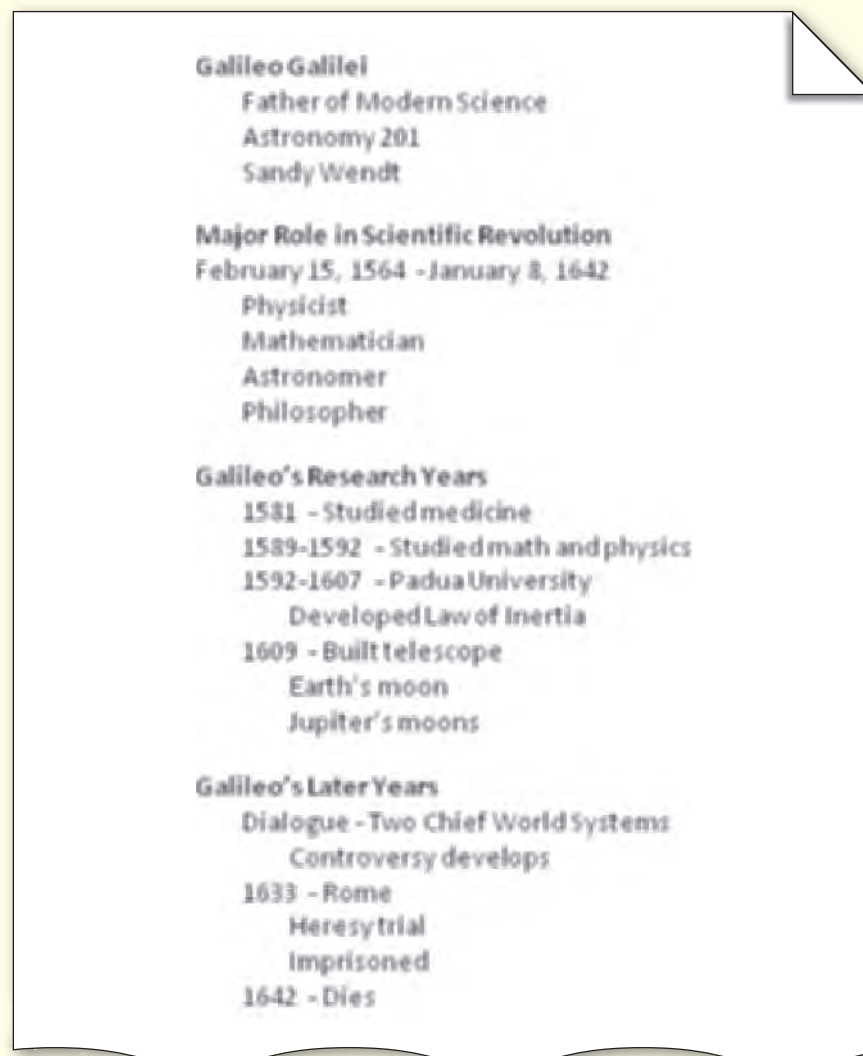 Galileo Galilei
Father of Modern Science
Astronomy 201
Sandy Wendt
Major Role in Scientific Revolution
February 15, 1564 - January 8, 1642
Physicist
Mathematician
Astronomer
Philosopher
Galileo's Research Years
1581 - Studied medicine
1589-1592 - Studied math and physics
1592-1607 - Padua University
Developed Law of Inertia
1609 - Built telescope
Earth's moon
Jupiter's moons
Galileo's Later Years
Dialogue - Two Chief World Systems
Controversy develops
1633 - Rome
Heresy trial
Imprisoned
1642 - Dies